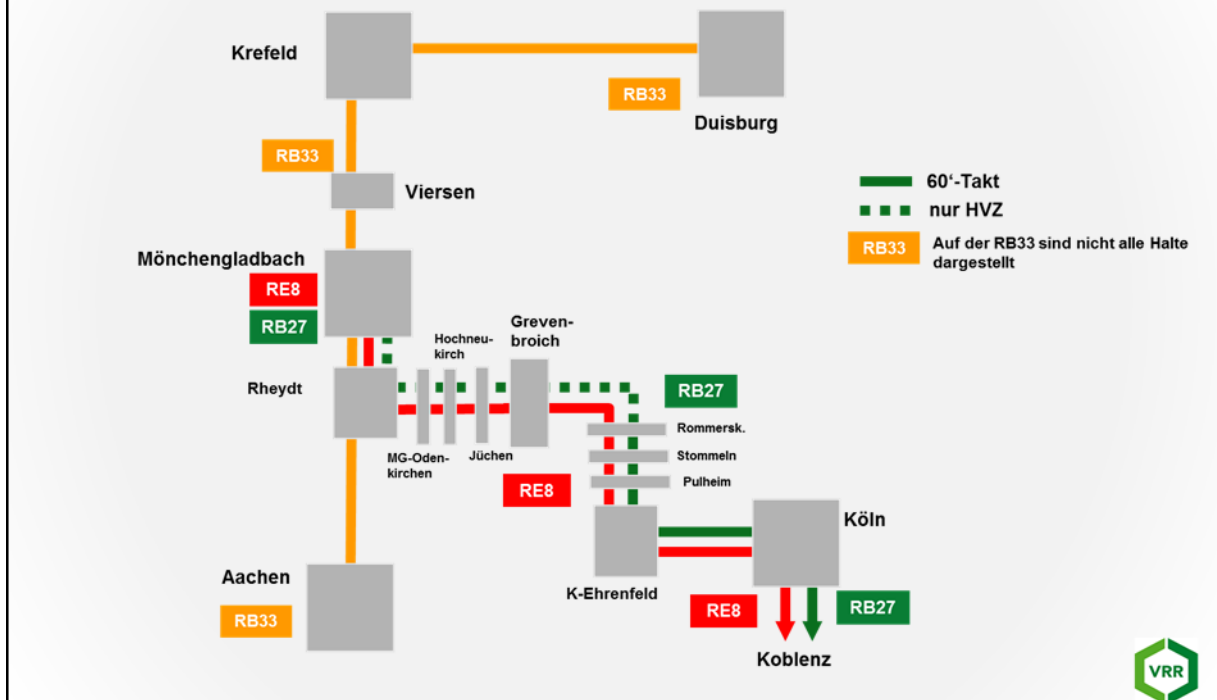 Krefeld
RB33
Duisburg
RB33
Viersen
60‘-Takt
nur HVZ
RB33
Auf der RB33 sind nicht alle Halte
dargestellt
Mönchengladbach
RE8
RB27
Greven-
broich
Hochneu-
kirch
Rheydt
RB27
Rommersk.
MG-Oden-
kirchen
Jüchen
Stommeln
RE8
Pulheim
Köln
Aachen
K-Ehrenfeld
RB33
RE8
RB27
Koblenz
VRR